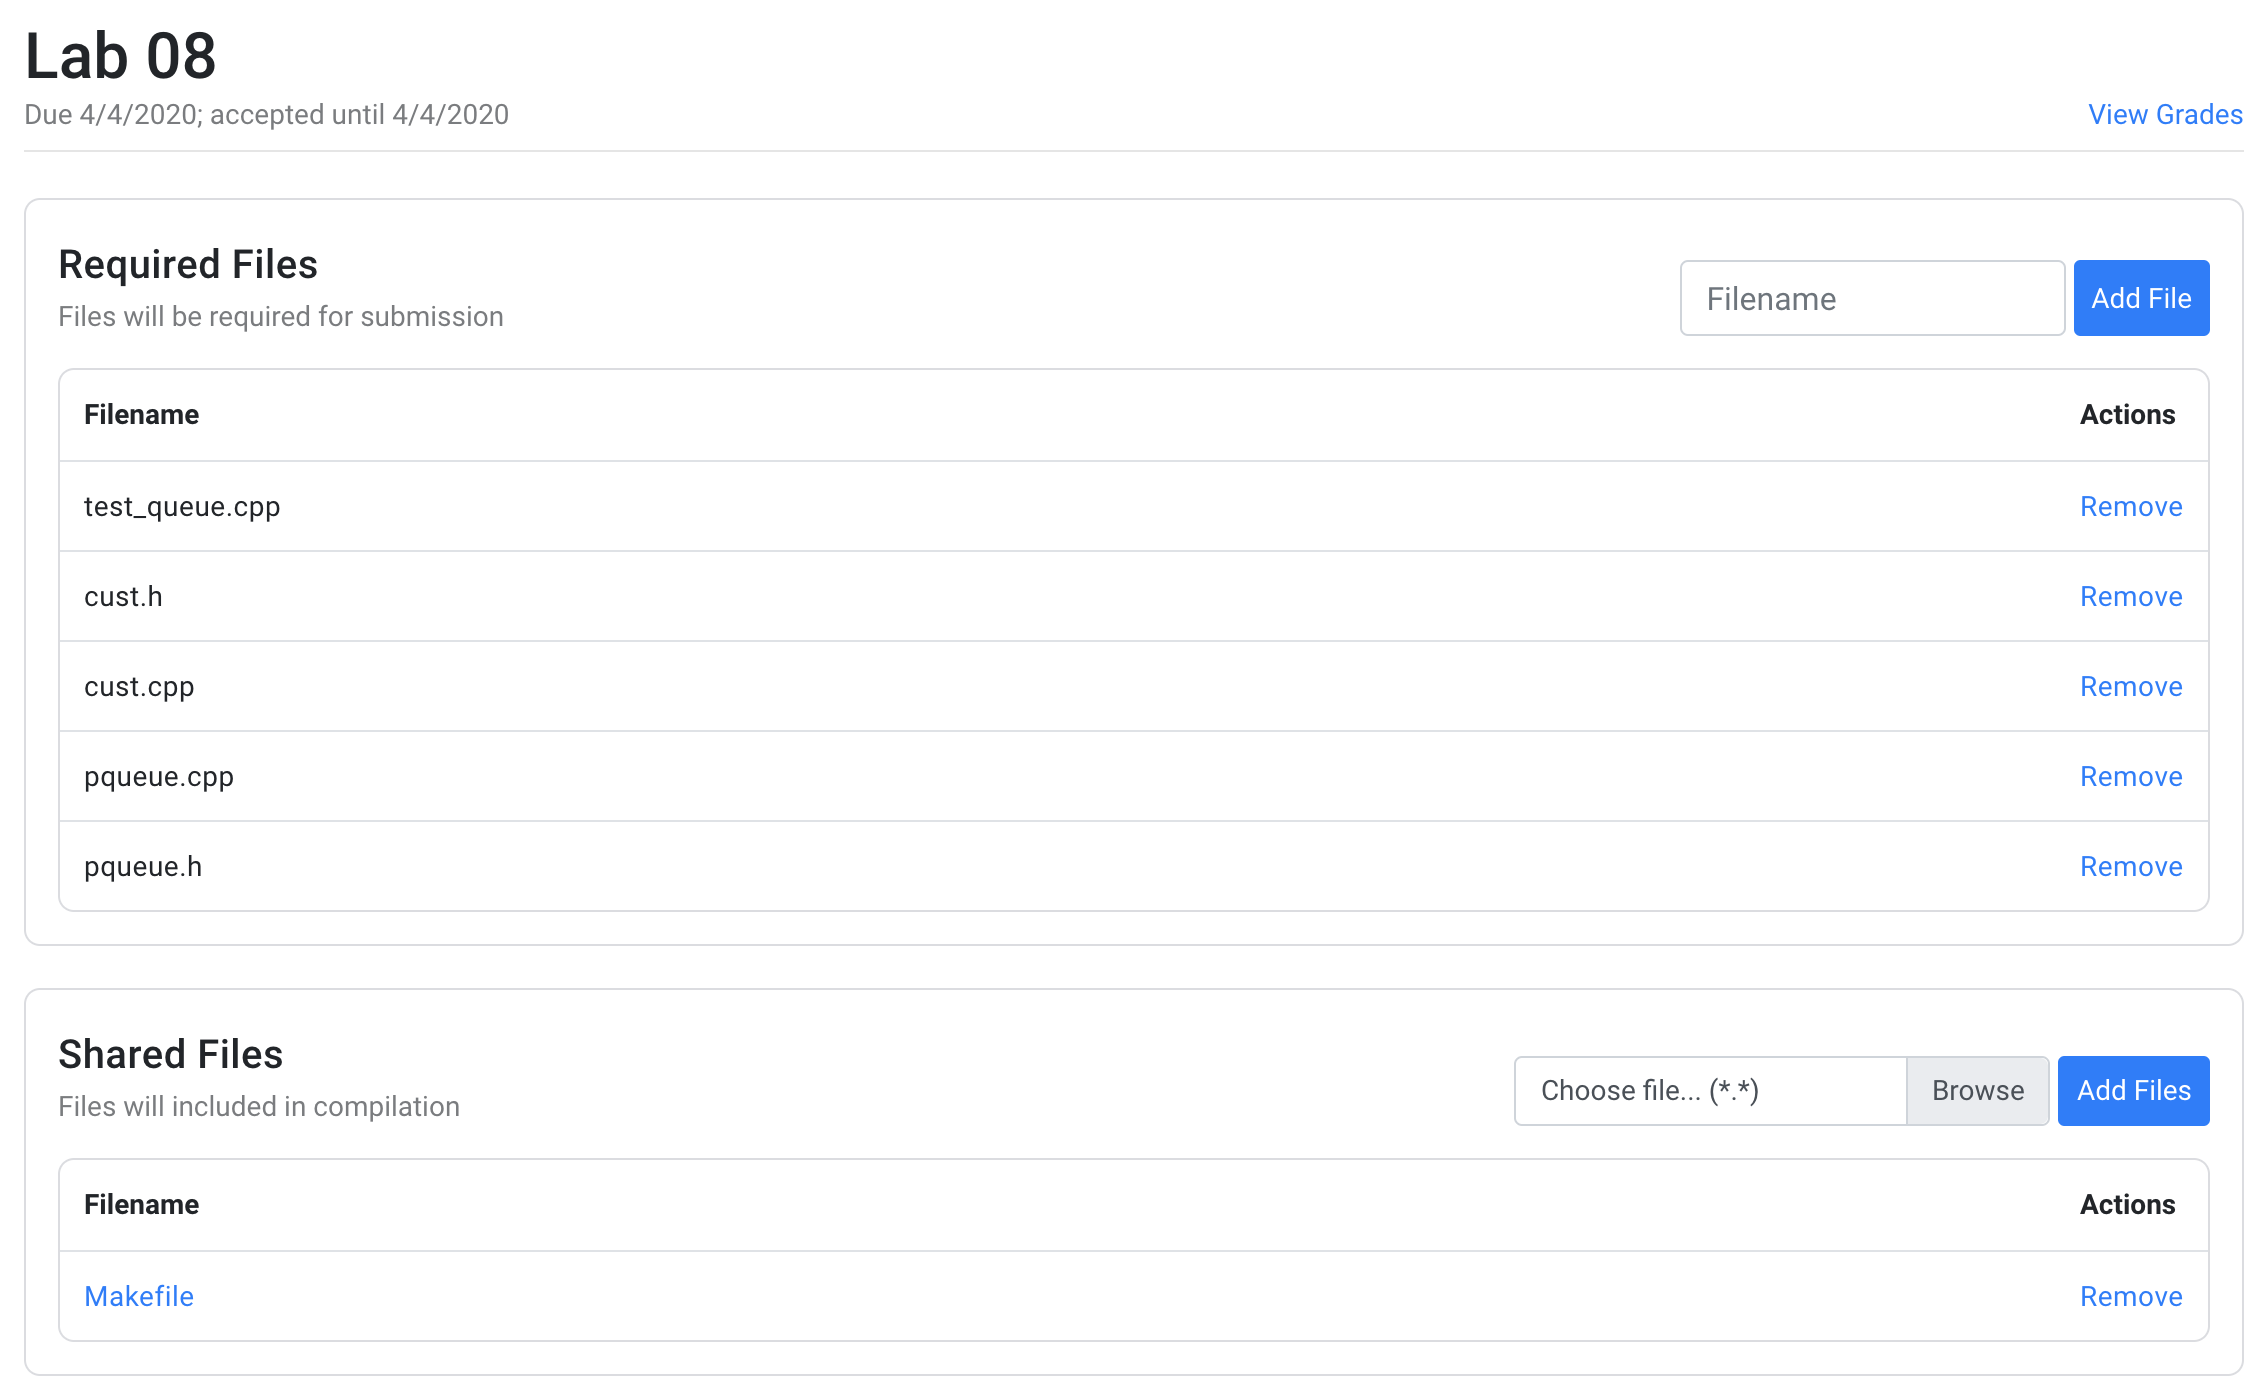 Lab 08
Due 4/4/2020; accepted until 4/4/2020
View Grades
Required Files
Files will be required for submission
Filename
Add File
Filename
Actions
test_queue.cpp
Remove
cust.h
Remove
cust.cpp
Remove
pqueue.cpp
Remove
pqueue.h
Remove
Shared Files
Files will included in compilation
Choose file... (*.*)
Browse
Add Files
Filename
Actions
Makefile
Remove